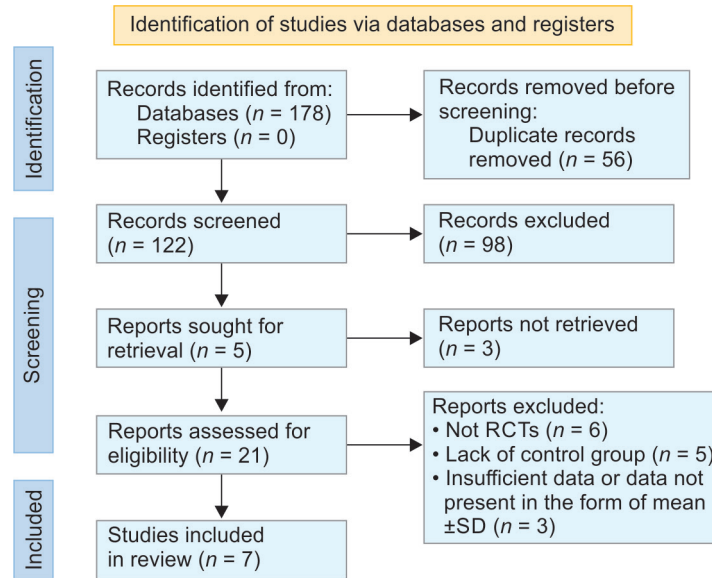 Identification of studies via databases and registers
Identification
Records identified from:
Databases (n = 178)
Registers (n = 0)
Records removed before
screening:
Duplicate records
removed (n = 56)
Screening
Records screened
(n = 122)
Records excluded
(n = 98)
Reports sought for
retrieval (n = 5)
Reports not retrieved
(n = 3)
Reports assessed for
eligibility (n = 21)
Reports excluded:
• Not RCTs (n = 6)
• Lack of control group (n = 5)
• Insufficient data or data not
present in the form of mean
±SD (n = 3)
Included
Studies included
in review (n = 7)